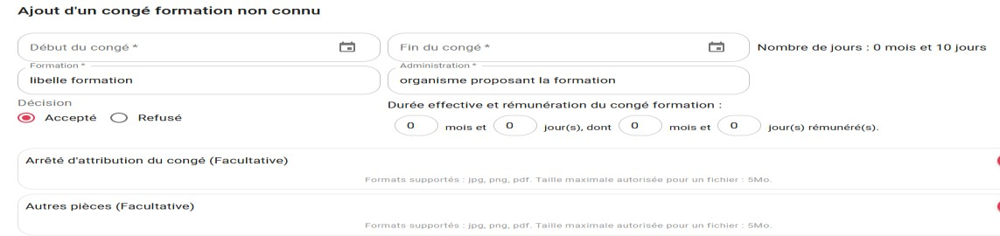 Ajout d'un congé formation non connu
Début du congé *
Fin du congé *
Nombre de jours : 0 mois et 10 jours
Formation *
libelle formation
Administration *
organisme proposant la formation
Décision
Accepté
Refusé
Durée effective et rémunération du congé formation :
0 mois et 0 jour(s), dont 0 mois et 0 jour(s) rémunéré(s).
Arrêté d'attribution du congé (Facultative)
Formats supportés : jpg, png, pdf. Taille maximale autorisée pour un fichier : 5Mo.
Autres pièces (Facultative)
Formats supportés : jpg, png, pdf. Taille maximale autorisée pour un fichier : 5Mo.